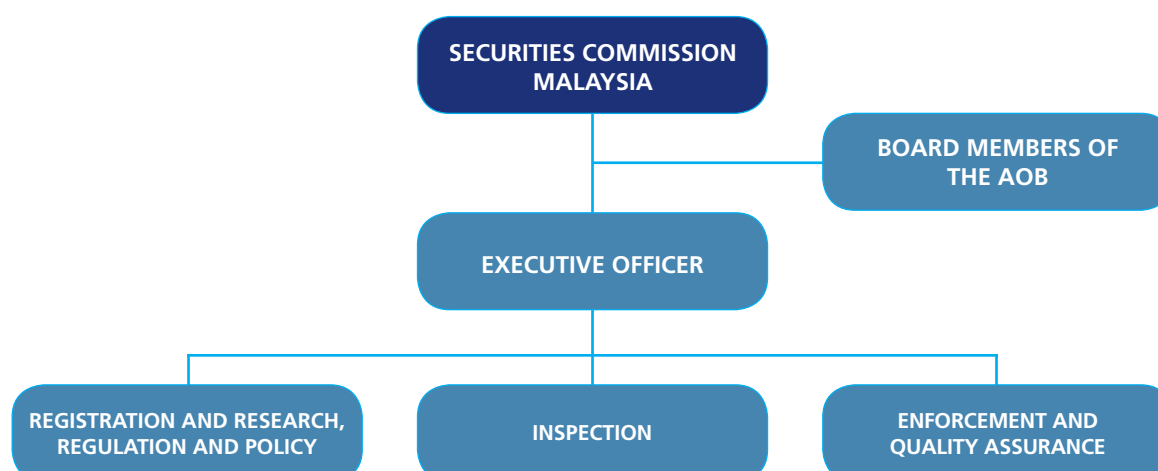 SECURITIES COMMISSION
MALAYSIA
BOARD MEMBERS OF
THE AOB
EXECUTIVE OFFICER
REGISTRATION AND RESEARCH,
REGULATION AND POLICY
INSPECTION
ENFORCEMENT AND
QUALITY ASSURANCE